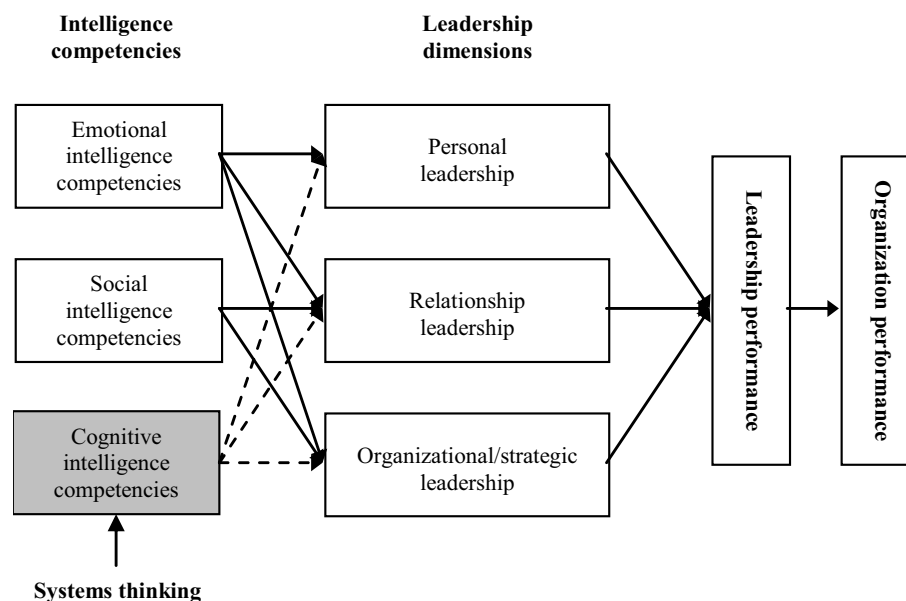 Intelligence
competencies
Leadership
dimensions
Emotional
intelligence
competencies
Personal
leadership
Social
intelligence
competencies
Relationship
leadership
Cognitive
intelligence
competencies
Organizational/strategic
leadership
Leadership performance
Organization performance
Systems thinking